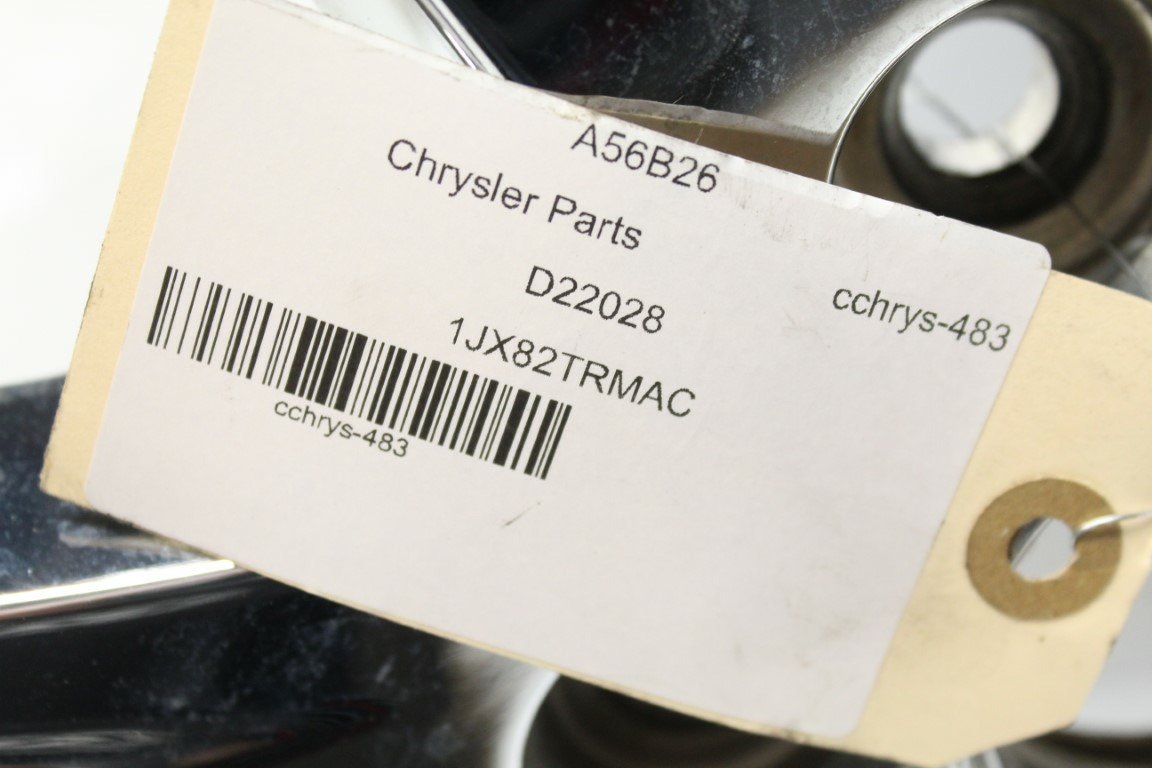 A56B26
Chrysler Parts
D22028
cchrys-483
1JX82TRMAC
cchrys-483